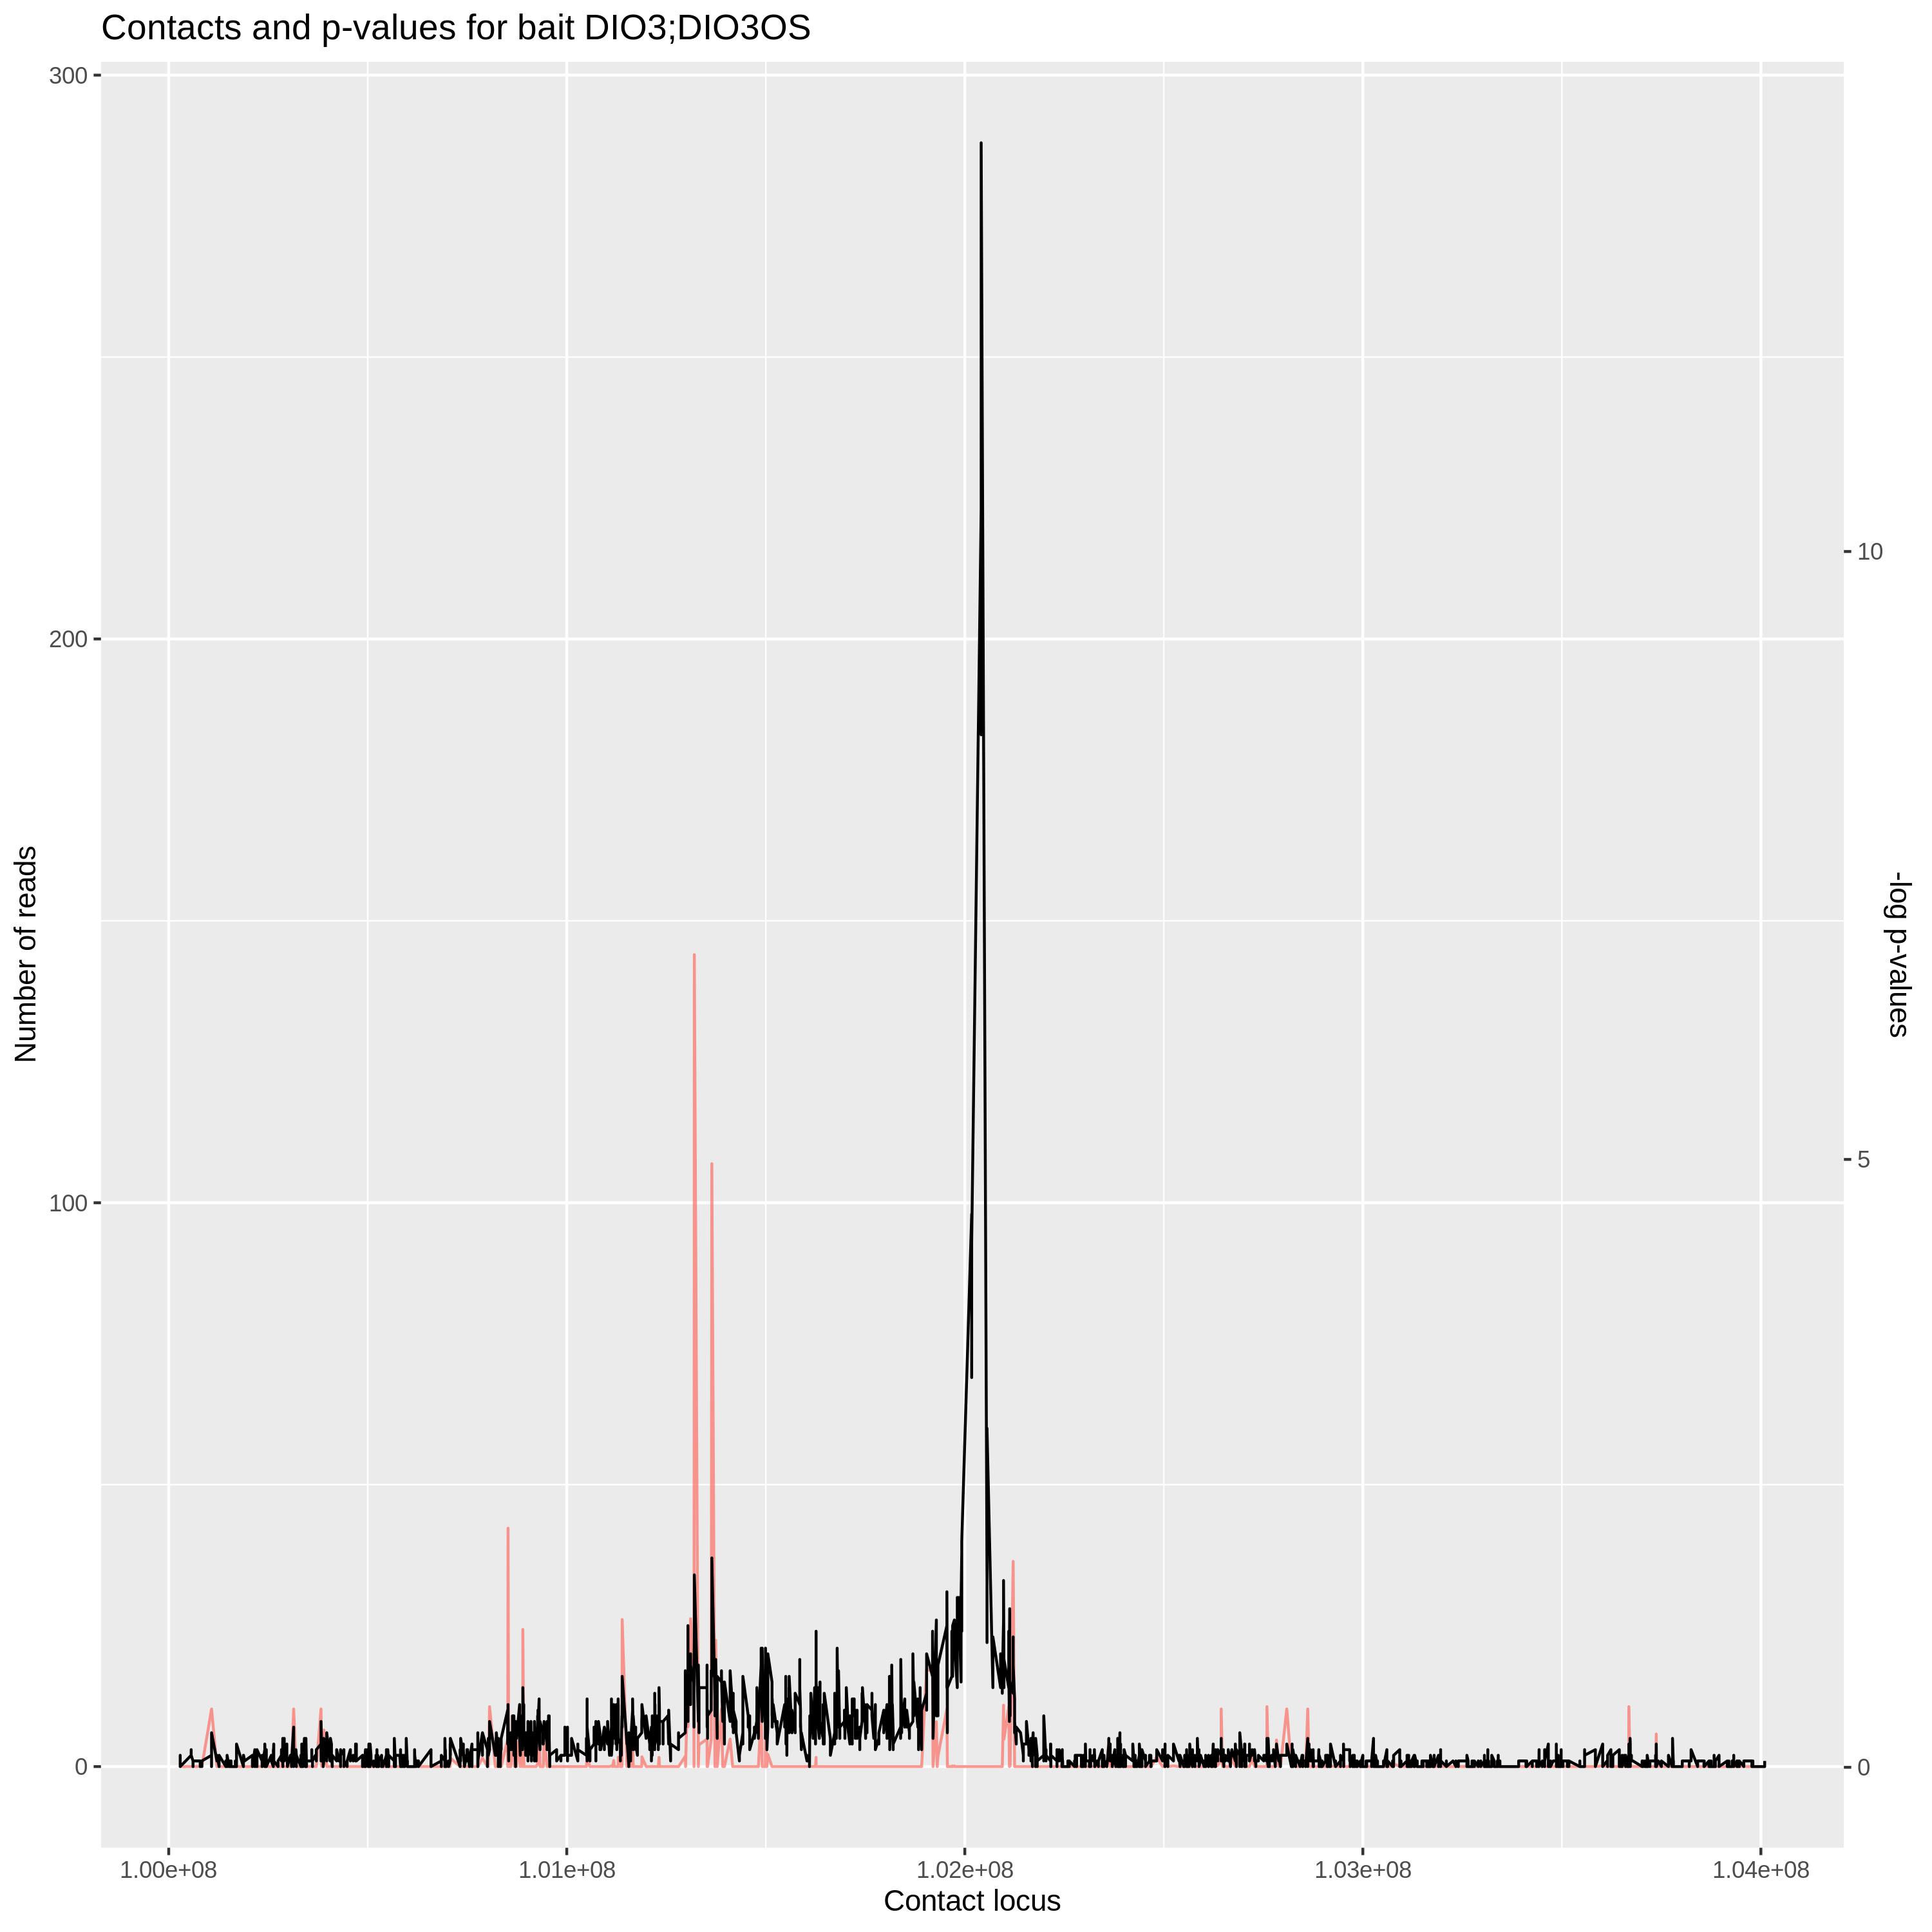 Contacts and p-values for bait DIO3;DIO3OS
300
200
100
0
Number of reads
10
5
0
-log p-values
1.00e+08 1.01e+08 1.02e+08 1.03e+08 1.04e+08
Contact locus